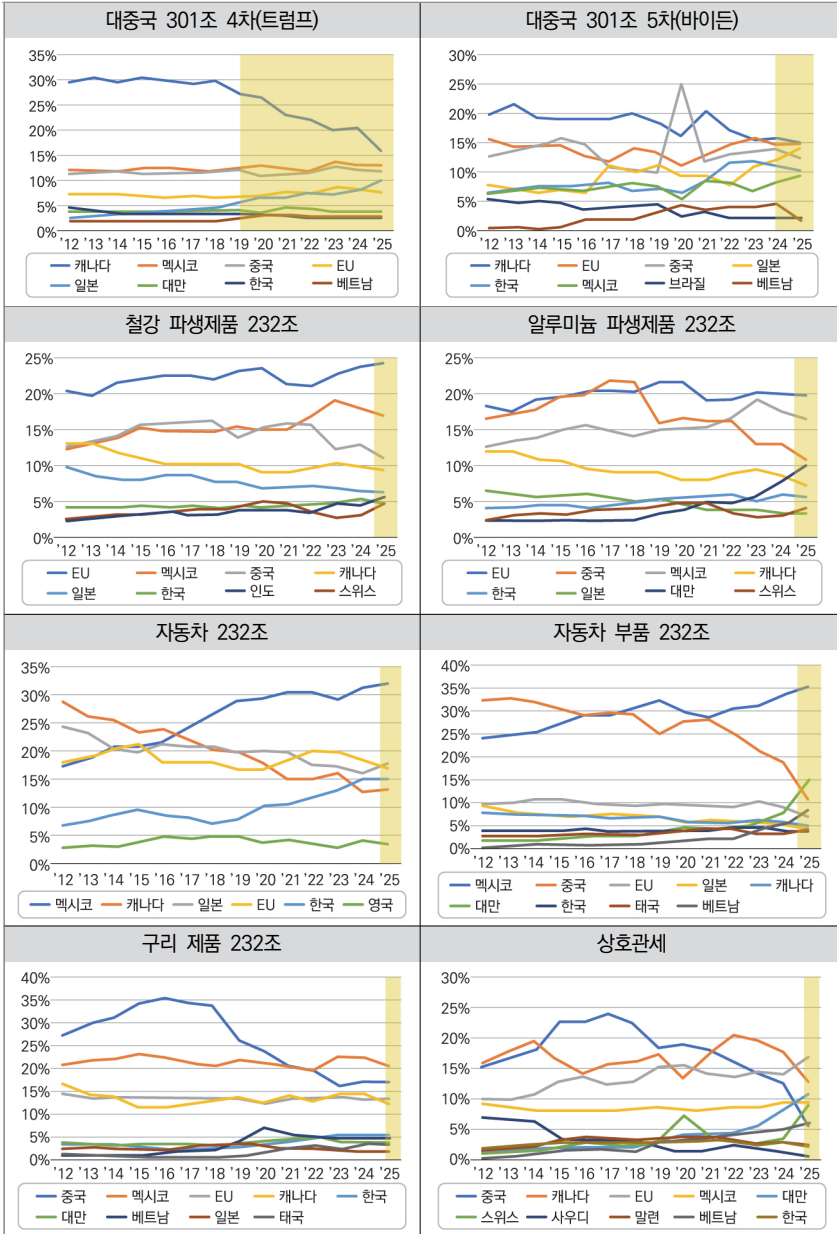 대중국 301조 4차(트럼프)
35%
30%
25%
20%
15%
10%
5%
0%
'12 '13 '14 '15 '16 '17 '18 '19 '20 '21 '22 '23 '24 '25
캐나다 멕시코 중국 EU
일본 대만 한국 베트남
대중국 301조 5차(바이든)
30%
25%
20%
15%
10%
5%
0%
'12 '13 '14 '15 '16 '17 '18 '19 '20 '21 '22 '23 '24 '25
캐나다 EU 중국 일본
한국 멕시코 브라질 베트남
철강 파생제품 232조
25%
20%
15%
10%
5%
0%
'12 '13 '14 '15 '16 '17 '18 '19 '20 '21 '22 '23 '24 '25
EU 멕시코 중국 캐나다
일본 한국 인도 스위스
알루미늄 파생제품 232조
25%
20%
15%
10%
5%
0%
'12 '13 '14 '15 '16 '17 '18 '19 '20 '21 '22 '23 '24 '25
EU 중국 멕시코 캐나다
한국 일본 대만 스위스
자동차 232조
35%
30%
25%
20%
15%
10%
5%
0%
'12 '13 '14 '15 '16 '17 '18 '19 '20 '21 '22 '23 '24 '25
멕시코 캐나다 일본 EU 한국 영국
자동차 부품 232조
40%
35%
30%
25%
20%
15%
10%
5%
0%
'12 '13 '14 '15 '16 '17 '18 '19 '20 '21 '22 '23 '24 '25
멕시코 중국 EU 일본 캐나다
대만 한국 태국 베트남
구리 제품 232조
40%
35%
30%
25%
20%
15%
10%
5%
0%
'12 '13 '14 '15 '16 '17 '18 '19 '20 '21 '22 '23 '24 '25
중국 멕시코 EU 캐나다 한국
대만 베트남 일본 태국
상호관세
30%
25%
20%
15%
10%
5%
0%
'12 '13 '14 '15 '16 '17 '18 '19 '20 '21 '22 '23 '24 '25
중국 캐나다 EU 멕시코 대만
스위스 사우디 말련 베트남 한국